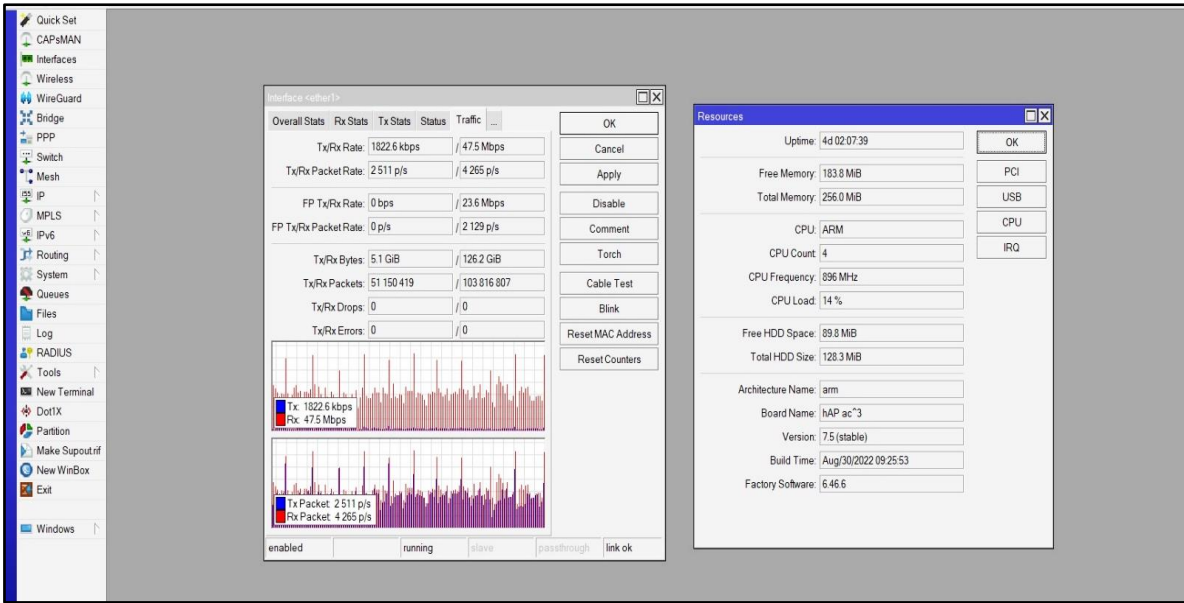 Quick Set
CAPsMAN
Interfaces
Wireless
WireGuard
Bridge
PPP
Switch
Mesh
IP
MPLS
IPv6
Routing
System
Queues
Files
Log
RADIUS
Tools
New Terminal
Dot1X
Partition
Make Supout.rif
New WinBox
Exit
Windows
Interface <ether1>
Overall Stats Rx Stats Tx Stats Status Traffic ...
Tx/Rx Rate: 1822.6 kbps / 47.5 Mbps
Tx/Rx Packet Rate: 2 511 p/s / 4 265 p/s
FP Tx/Rx Rate: 0 bps / 23.6 Mbps
FP Tx/Rx Packet Rate: 0 p/s / 2 129 p/s
Tx/Rx Bytes: 5.1 GiB / 126.2 GiB
Tx/Rx Packets: 51 150 419 / 103 816 807
Tx/Rx Drops: 0 / 0
Tx/Rx Errors: 0 / 0
Tx: 1822.6 kbps
Rx: 47.5 Mbps
Tx Packet: 2 511 p/s
Rx Packet: 4 265 p/s
enabled running slave passthrough link ok
OK
Cancel
Apply
Disable
Comment
Torch
Cable Test
Blink
Reset MAC Address
Reset Counters
Resources
Uptime: 4d 02:07:39
Free Memory: 183.8 MiB
Total Memory: 256.0 MiB
CPU: ARM
CPU Count: 4
CPU Frequency: 896 MHz
CPU Load: 14 %
Free HDD Space: 89.8 MiB
Total HDD Size: 128.3 MiB
Architecture Name: arm
Board Name: hAP ac^3
Version: 7.5 (stable)
Build Time: Aug/30/2022 09:25:53
Factory Software: 6.46.6
OK
PCI
USB
CPU
IRQ